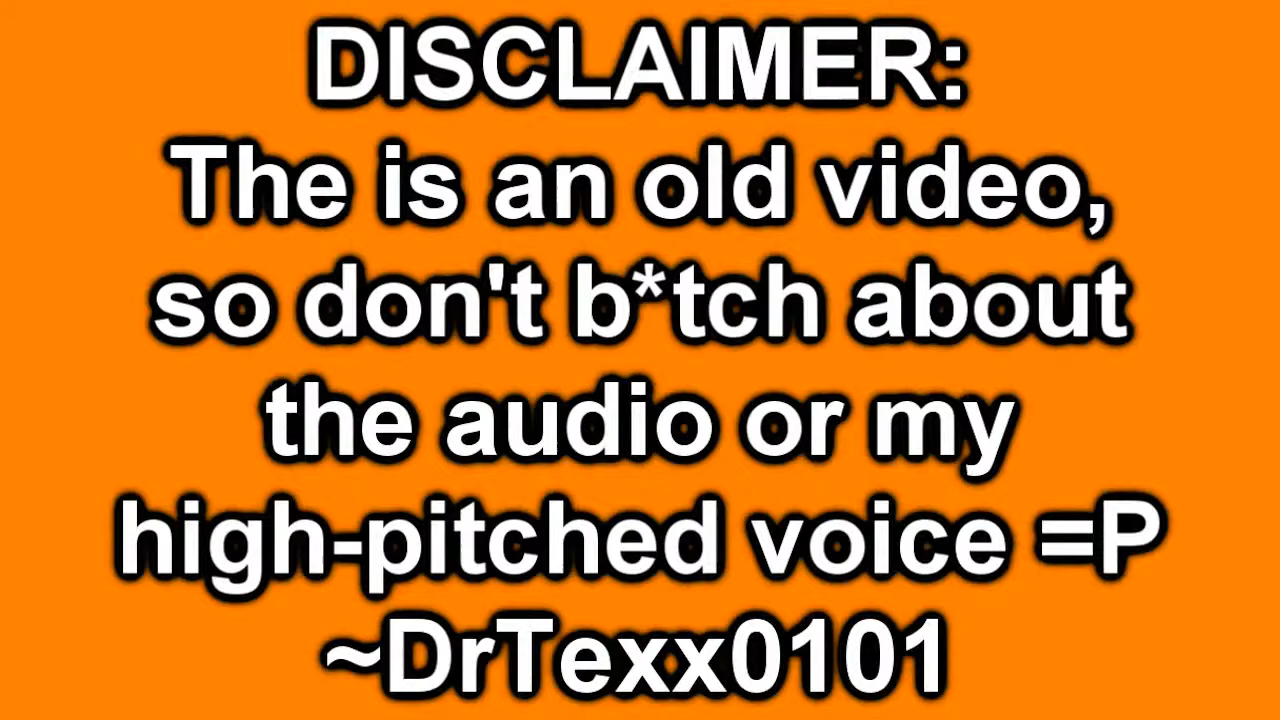 DISCLAIMER:
The is an old video,
so don't b*tch about
the audio or my
high-pitched voice =P
~DrTexx0101